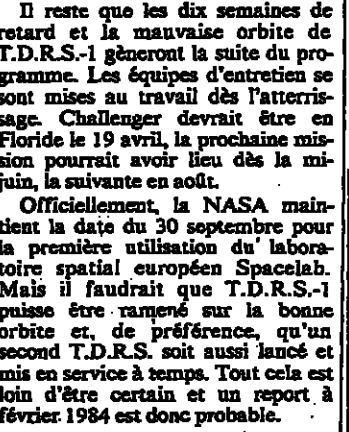 Il reste que les dix semaines de
retard et la mauvaise orbite de
T.D.R.S.-1 gèneront la suite du pro-
gramme. Les équipes d'entretien se
sont mises au travail dès l'atterris-
sage. Challenger devrait être en
Floride le 19 avril, la prochaine mis-
sion pourrait avoir lieu dès la mi-
juin, la suivante en août.
Officiellement, la NASA main-
tient la date du 30 septembre pour
la première utilisation du labora-
toire spatial européen Spacelab.
Mais il faudrait que T.D.R.S.-1
puisse être ramené sur la bonne
orbite et, de préférence, qu'un
second T.D.R.S. soit aussi lancé et
mis en service à temps. Tout cela est
loin d'être certain et un report à
février 1984 est donc probable.